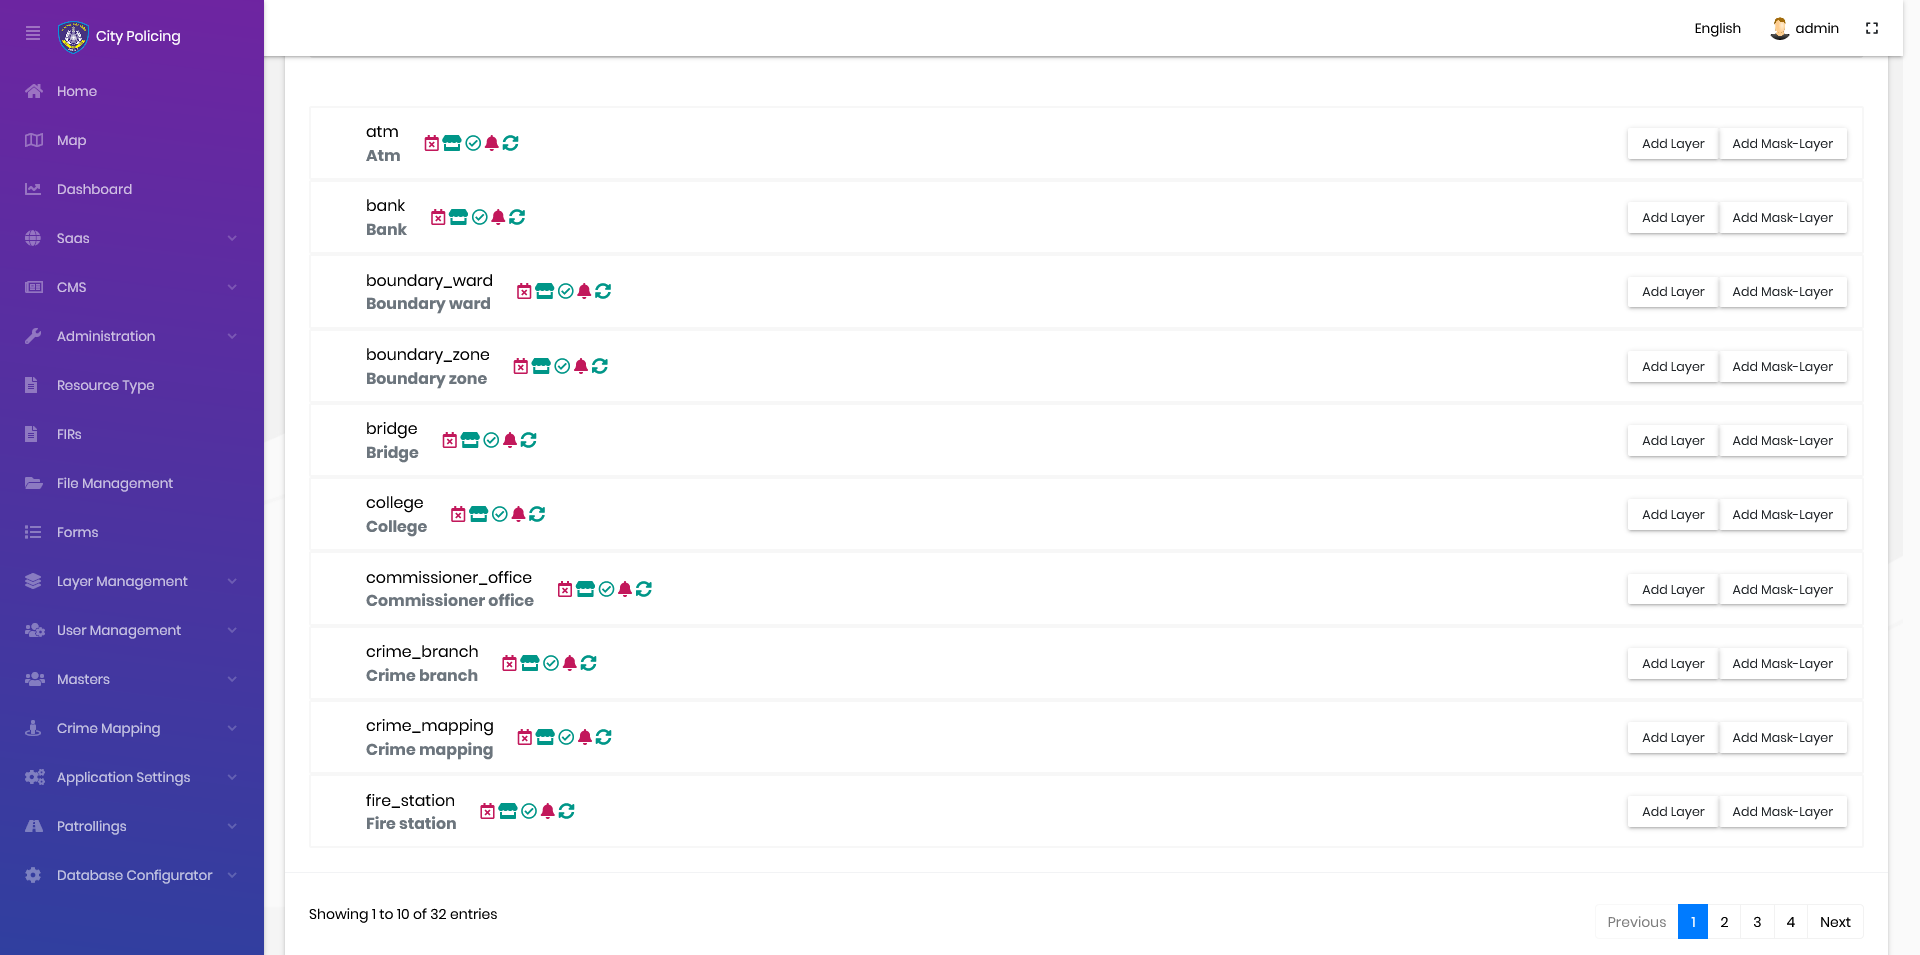 City Policing
English
admin
Home
Map
Dashboard
Saas
CMS
Administration
Resource Type
FIRs
File Management
Forms
Layer Management
User Management
Masters
Crime Mapping
Application Settings
Patrollings
Database Configurator
atm
Atm
Add Layer Add Mask-Layer
bank
Bank
Add Layer Add Mask-Layer
boundary_ward
Boundary ward
Add Layer Add Mask-Layer
boundary_zone
Boundary zone
Add Layer Add Mask-Layer
bridge
Bridge
Add Layer Add Mask-Layer
college
College
Add Layer Add Mask-Layer
commissioner_office
Commissioner office
Add Layer Add Mask-Layer
crime_branch
Crime branch
Add Layer Add Mask-Layer
crime_mapping
Crime mapping
Add Layer Add Mask-Layer
fire_station
Fire station
Add Layer Add Mask-Layer
Showing 1 to 10 of 32 entries
Previous 1 2 3 4 Next